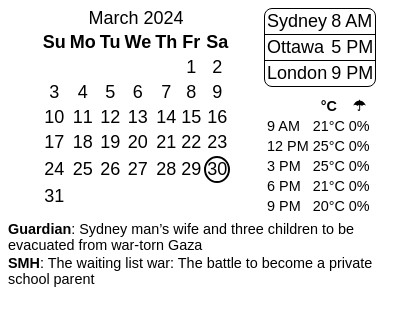 March 2024
Su Mo Tu We Th Fr Sa
1 2
3 4 5 6 7 8 9
10 11 12 13 14 15 16
17 18 19 20 21 22 23
24 25 26 27 28 29 30
31
Sydney 8 AM
Ottawa 5 PM
London 9 PM
°C ☂
9 AM 21°C 0%
12 PM 25°C 0%
3 PM 25°C 0%
6 PM 21°C 0%
9 PM 20°C 0%
Guardian: Sydney man’s wife and three children to be
evacuated from war-torn Gaza
SMH: The waiting list war: The battle to become a private
school parent